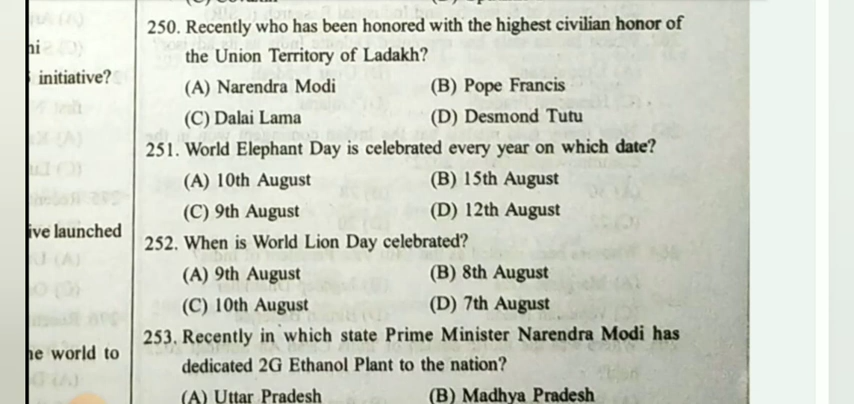 ni
initiative?
ive launched
he world to
250. Recently who has been honored with the highest civilian honor of
the Union Territory of Ladakh?
(A) Narendra Modi (B) Pope Francis
(C) Dalai Lama (D) Desmond Tutu
251. World Elephant Day is celebrated every year on which date?
(A) 10th August (B) 15th August
(C) 9th August (D) 12th August
252. When is World Lion Day celebrated?
(A) 9th August (B) 8th August
(C) 10th August (D) 7th August
253. Recently in which state Prime Minister Narendra Modi has
dedicated 2G Ethanol Plant to the nation?
(A) Uttar Pradesh (B) Madhya Pradesh